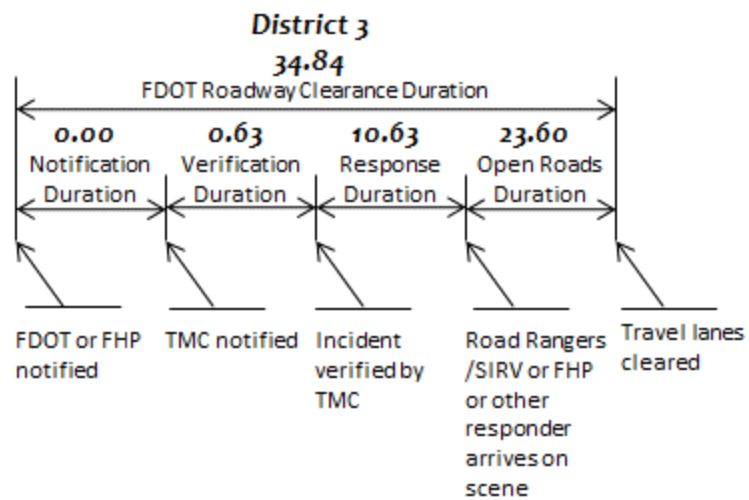 District 3
34.84
FDOT Roadway Clearance Duration
0.00 0.63 10.63 23.60
Notification Verification Response Open Roads
Duration Duration Duration Duration
FDOT or FHP
notified
TMC notified
Incident
verified by
TMC
Road Rangers
/SIRV or FHP
or other
responder
arrives on
scene
Travel lanes
cleared